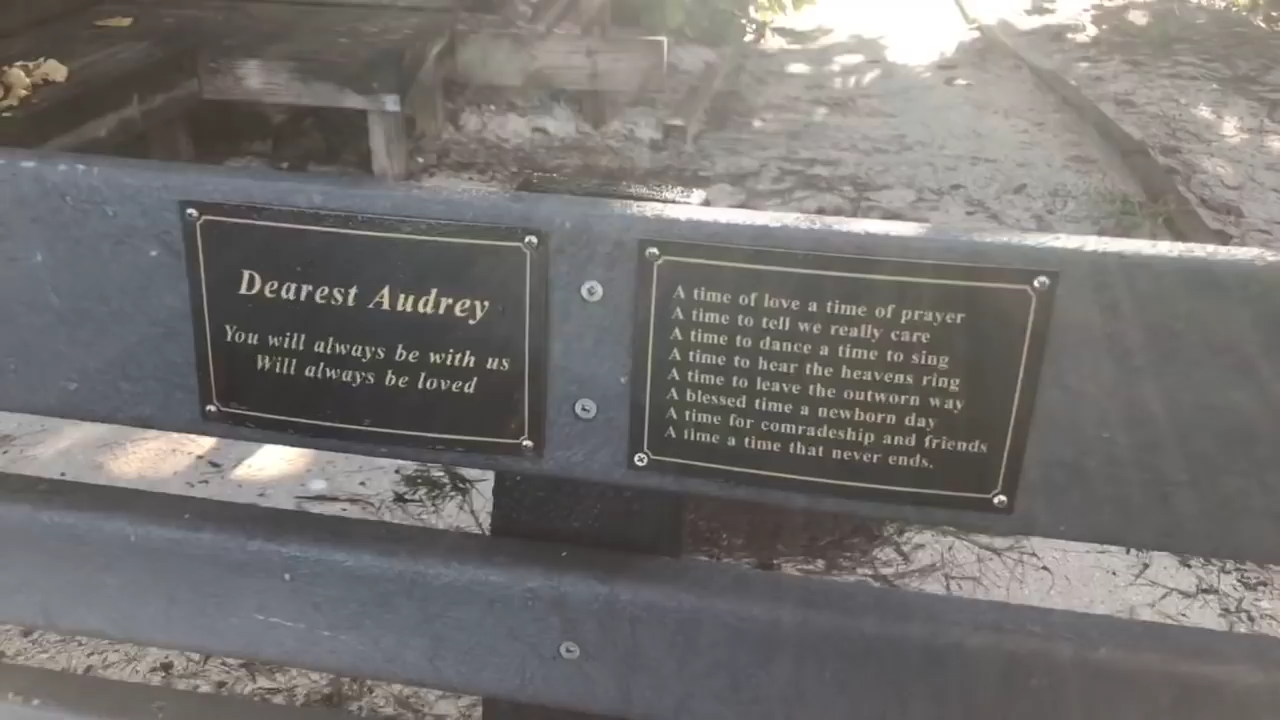 Dearest Audrey
You will always be with us
Will always be loved
A time of love a time of prayer
A time to tell we really care
A time to dance a time to sing
A time to hear the heavens ring
A time to leave the outworn way
A blessed time a newborn day
A time for comradeship and friends
A time a time that never ends.